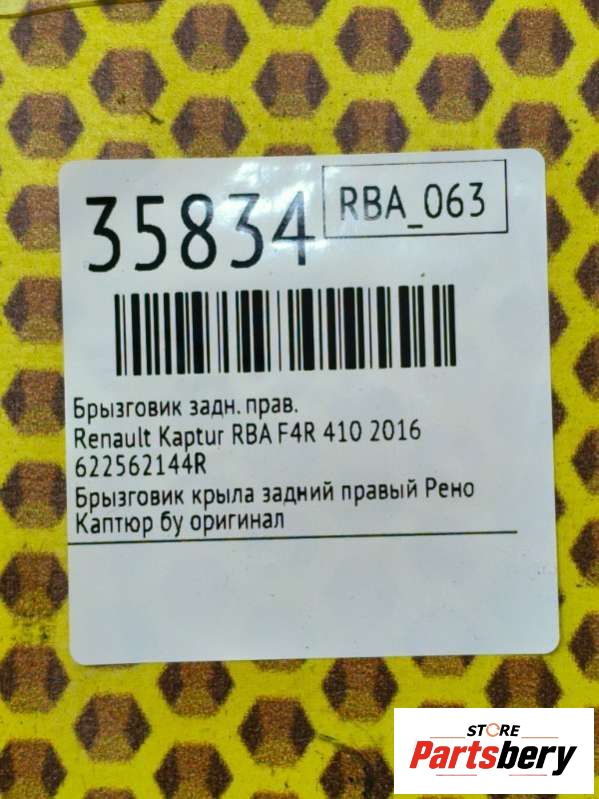 35834
RBA_063
Брызговик задн. прав.
Renault Kaptur RBA F4R 410 2016
622562144R
Брызговик крыла задний правый Рено
Каптюр бу оригинал
STORE
Partsbery